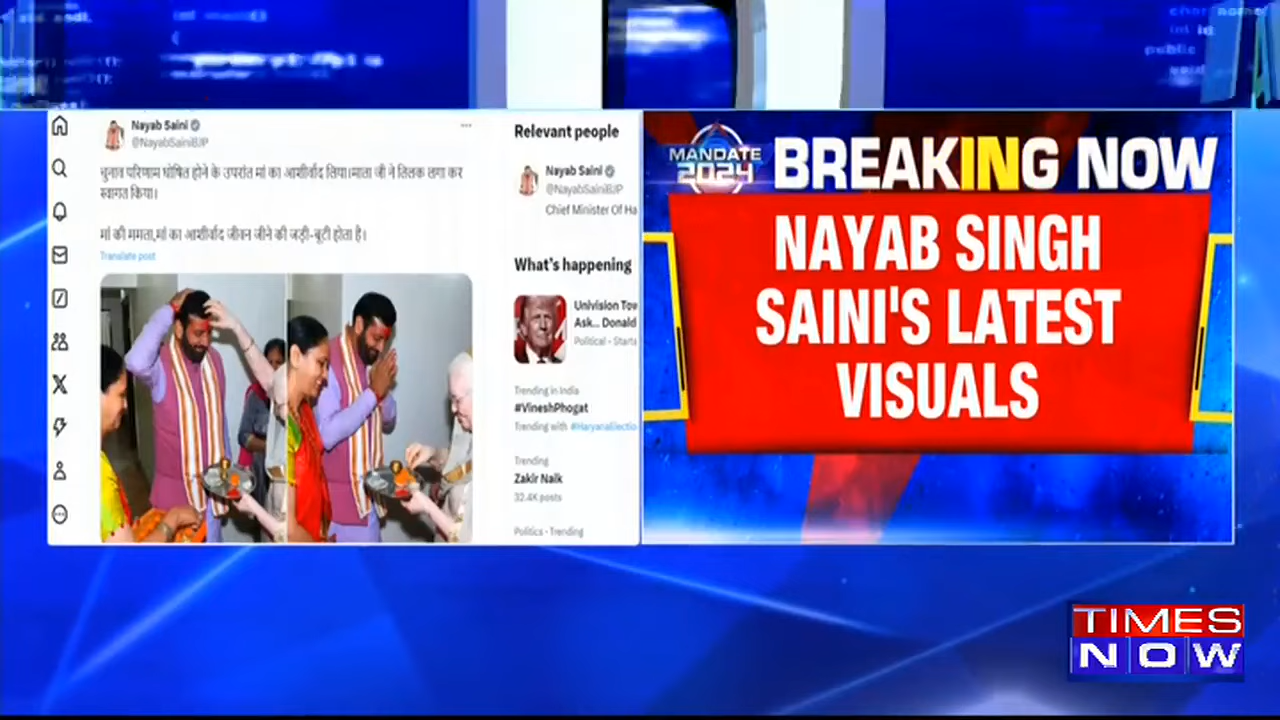 Nayab Saini
@NayabSainiBJP
चुनाव परिणाम घोषित होने के उपरांत मां का आशीर्वाद लिया।माता जी ने तिलक लगा कर
स्वागत किया।
मां की ममता,मां का आशीर्वाद जीवन जीने की जड़ी-बूटी होता है।
Translate post
Relevant people
Nayab Saini
@NayabSainiBJP
Chief Minister Of Ha
What's happening
Univision Tow
Ask... Donald
Political - Starts
Trending in India
#VineshPhogat
Trending with #HaryanaElectio
Trending
Zakir Naik
32.4K posts
Politics - Trending
MANDATE
2024
BREAKING NOW
NAYAB SINGH
SAINI'S LATEST
VISUALS
TIMES
NOW
public